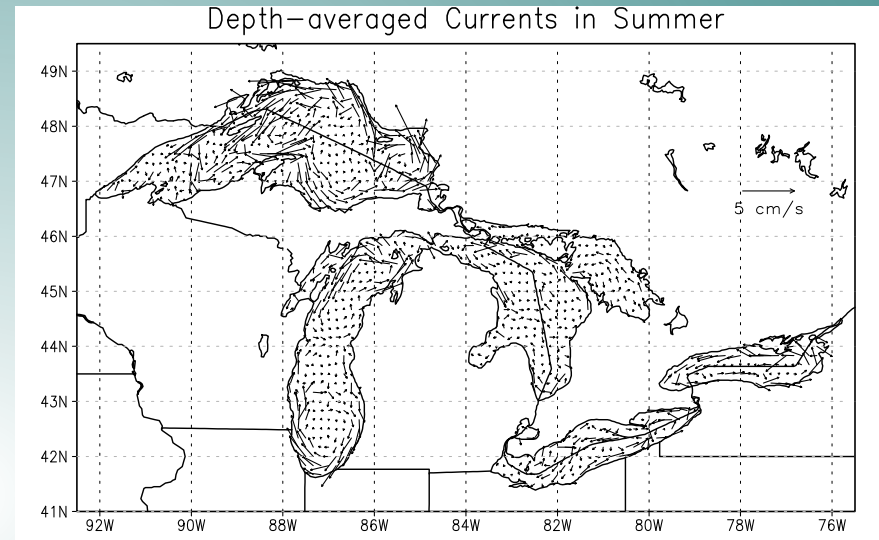 Depth-averaged Currents in Summer
49N
48N
47N
5 cm/s
46N
45N
44N
43N
42N
41N
92W 90W 88W 86W 84W 82W 80W 78W 76W